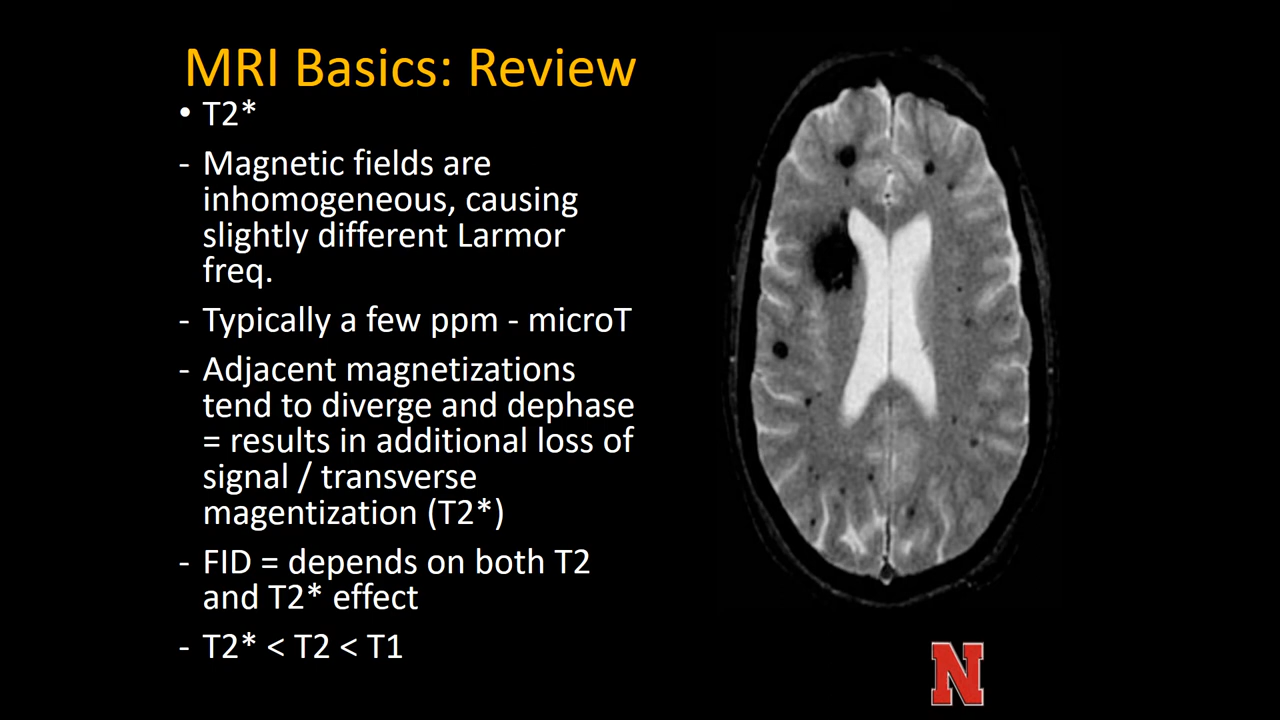 MRI Basics: Review
• T2*
- Magnetic fields are
inhomogeneous, causing
slightly different Larmor
freq.
- Typically a few ppm - microT
- Adjacent magnetizations
tend to diverge and dephase
= results in additional loss of
signal / transverse
magentization (T2*)
- FID = depends on both T2
and T2* effect
- T2* < T2 < T1
N